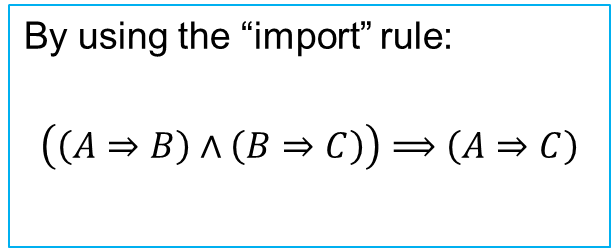 By using the “import” rule:
((𝐴 ⇒ 𝐵) ∧ (𝐵 ⇒ 𝐶)) ⟹ (𝐴 ⇒ 𝐶)